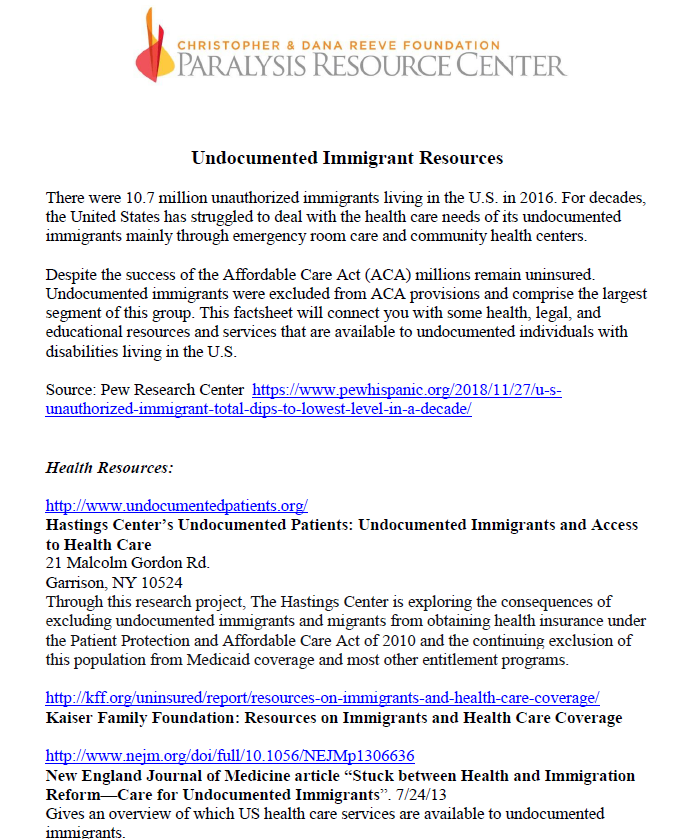 CHRISTOPHER & DANA REEVE FOUNDATION
PARALYSIS RESOURCE CENTER
Undocumented Immigrant Resources
There were 10.7 million unauthorized immigrants living in the U.S. in 2016. For decades,
the United States has struggled to deal with the health care needs of its undocumented
immigrants mainly through emergency room care and community health centers.
Despite the success of the Affordable Care Act (ACA) millions remain uninsured.
Undocumented immigrants were excluded from ACA provisions and comprise the largest
segment of this group. This factsheet will connect you with some health, legal, and
educational resources and services that are available to undocumented individuals with
disabilities living in the U.S.
Source: Pew Research Center  https://www.pewhispanic.org/2018/11/27/u-s-
unauthorized-immigrant-total-dips-to-lowest-level-in-a-decade/
Health Resources:
http://www.undocumentedpatients.org/
Hastings Center’s Undocumented Patients: Undocumented Immigrants and Access
to Health Care
21 Malcolm Gordon Rd.
Garrison, NY 10524
Through this research project, The Hastings Center is exploring the consequences of
excluding undocumented immigrants and migrants from obtaining health insurance under
the Patient Protection and Affordable Care Act of 2010 and the continuing exclusion of
this population from Medicaid coverage and most other entitlement programs.
http://kff.org/uninsured/report/resources-on-immigrants-and-health-care-coverage/
Kaiser Family Foundation: Resources on Immigrants and Health Care Coverage
http://www.nejm.org/doi/full/10.1056/NEJMp1306636
New England Journal of Medicine article “Stuck between Health and Immigration
Reform—Care for Undocumented Immigrants”. 7/24/13
Gives an overview of which US health care services are available to undocumented
immigrants.